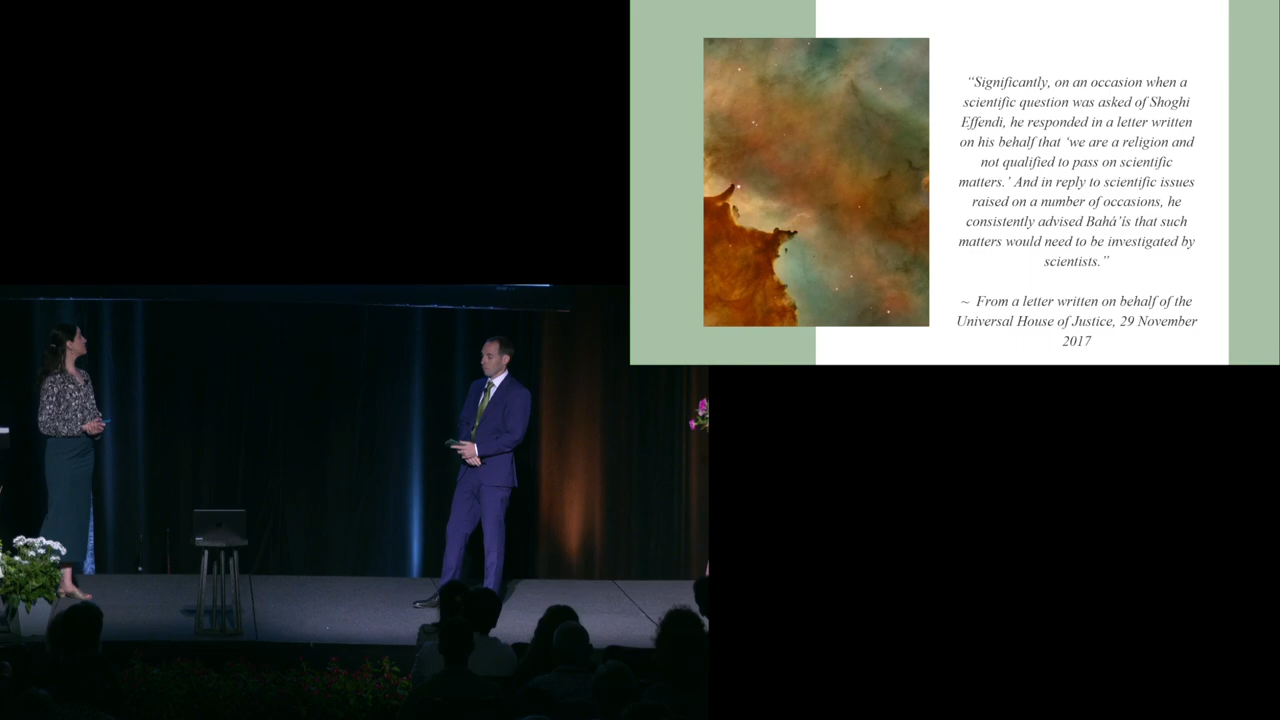 “Significantly, on an occasion when a
scientific question was asked of Shoghi
Effendi, he responded in a letter written
on his behalf that ‘we are a religion and
not qualified to pass on scientific
matters.’ And in reply to scientific issues
raised on a number of occasions, he
consistently advised Bahá’ís that such
matters would need to be investigated by
scientists.”
~ From a letter written on behalf of the
Universal House of Justice, 29 November
2017